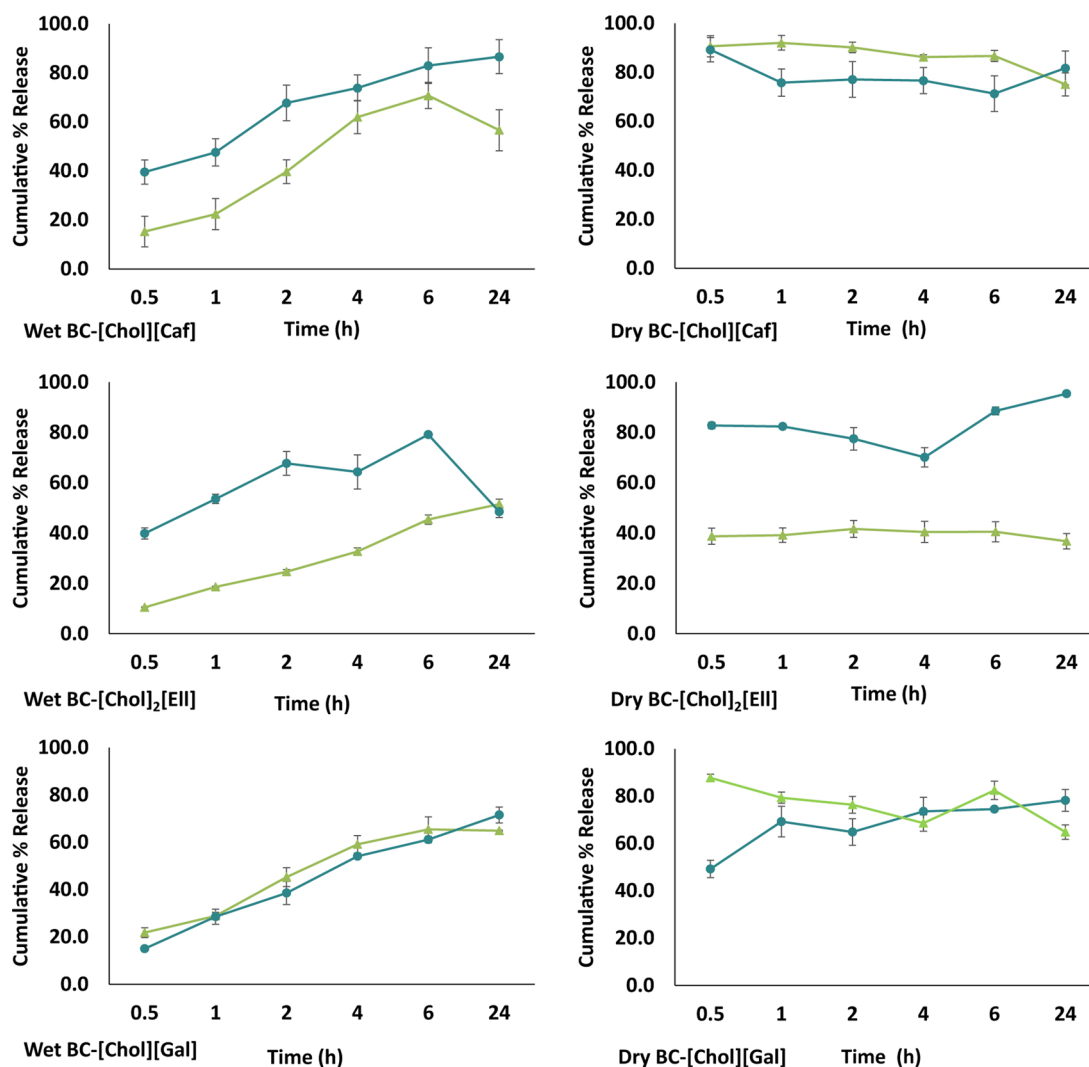 Cumulative % Release
100.0
80.0
60.0
40.0
20.0
0.0
0.5 1 2 4 6 24
Wet BC-[Chol][Caf] Time (h)
Cumulative % Release
100.0
80.0
60.0
40.0
20.0
0.0
0.5 1 2 4 6 24
Dry BC-[Chol][Caf] Time (h)
Cumulative % Release
100.0
80.0
60.0
40.0
20.0
0.0
0.5 1 2 4 6 24
Wet BC-[Chol]₂[Ell] Time (h)
Cumulative % Release
100.0
80.0
60.0
40.0
20.0
0.0
0.5 1 2 4 6 24
Dry BC-[Chol]₂[Ell] Time (h)
Cumulative % Release
100.0
80.0
60.0
40.0
20.0
0.0
0.5 1 2 4 6 24
Wet BC-[Chol][Gal] Time (h)
Cumulative % Release
100.0
80.0
60.0
40.0
20.0
0.0
0.5 1 2 4 6 24
Dry BC-[Chol][Gal] Time (h)